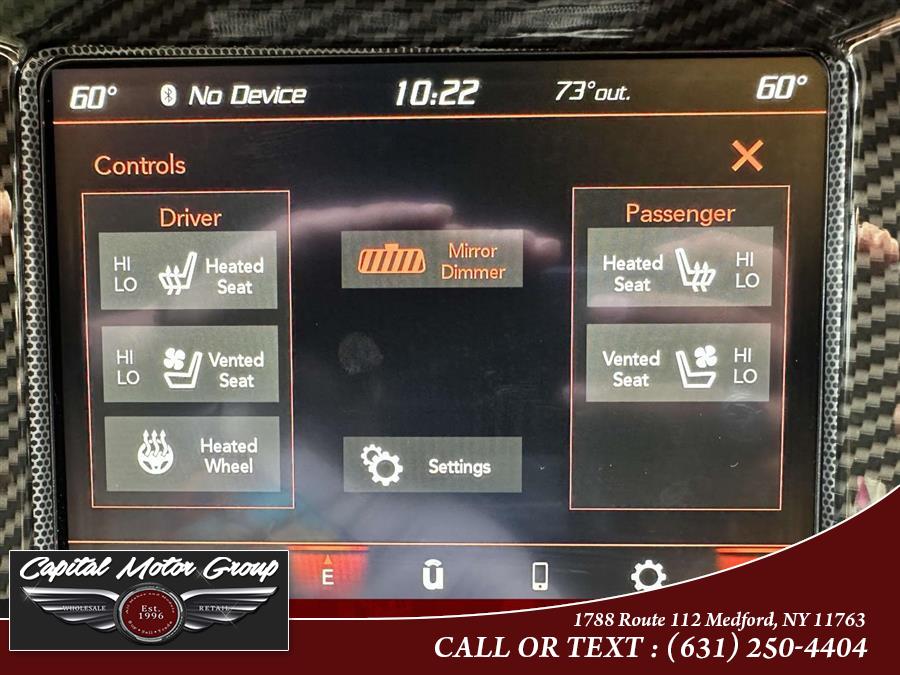 60° No Device 10:22 73°out. 60°
Controls
Driver
HI
LO
Heated
Seat
HI
LO
Vented
Seat
Heated
Wheel
Mirror
Dimmer
Settings
Passenger
Heated
Seat
HI
LO
Vented
Seat
HI
LO
E
Capital Motor Group
WHOLESALE
Est.
1996
RETAIL
1788 Route 112 Medford, NY 11763
CALL OR TEXT : (631) 250-4404